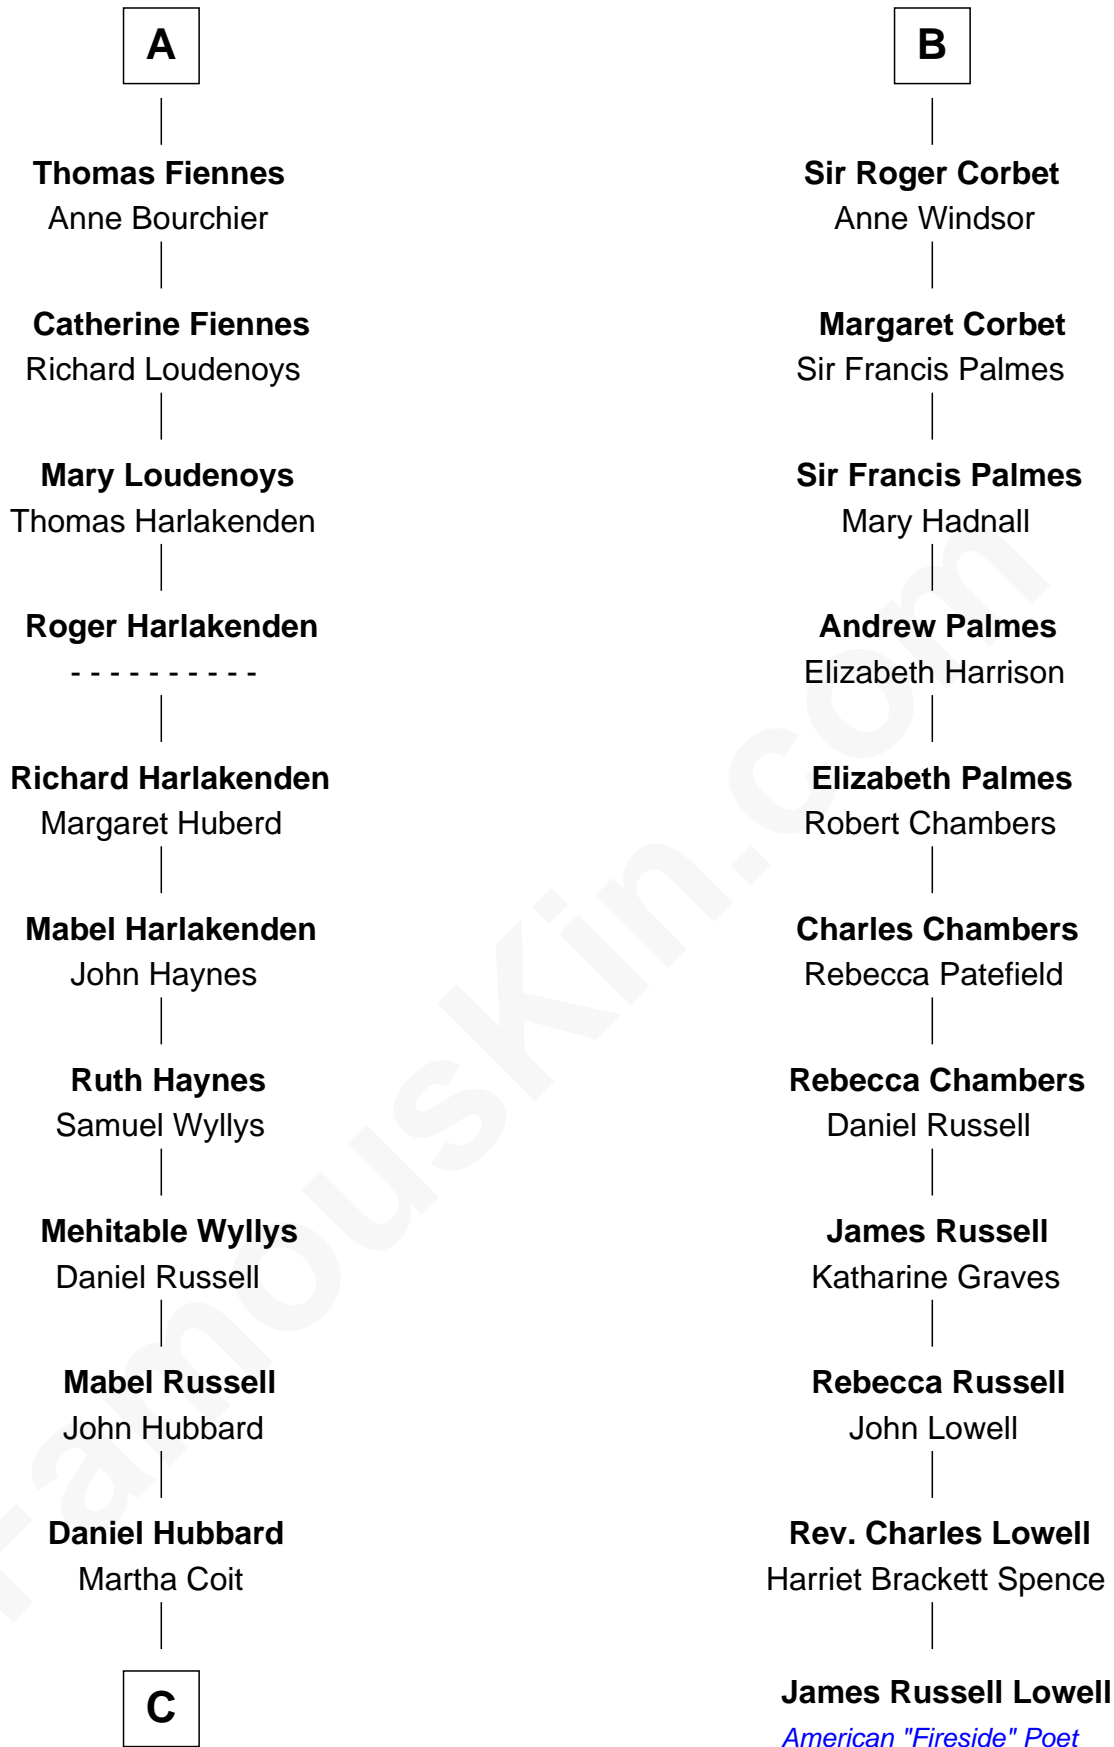 A
Thomas Fiennes
Anne Bourchier
Catherine Fiennes
Richard Loudenoys
Mary Loudenoys
Thomas Harlakenden
Roger Harlakenden
- - - - - - - - - -
Richard Harlakenden
Margaret Huberd
Mabel Harlakenden
John Haynes
Ruth Haynes
Samuel Wyllys
Mehitable Wyllys
Daniel Russell
Mabel Russell
John Hubbard
Daniel Hubbard
Martha Coit
C
B
Sir Roger Corbet
Anne Windsor
Margaret Corbet
Sir Francis Palmes
Sir Francis Palmes
Mary Hadnall
Andrew Palmes
Elizabeth Harrison
Elizabeth Palmes
Robert Chambers
Charles Chambers
Rebecca Patefield
Rebecca Chambers
Daniel Russell
James Russell
Katharine Graves
Rebecca Russell
John Lowell
Rev. Charles Lowell
Harriet Brackett Spence
James Russell Lowell
American "Fireside" Poet
FamousKin.com